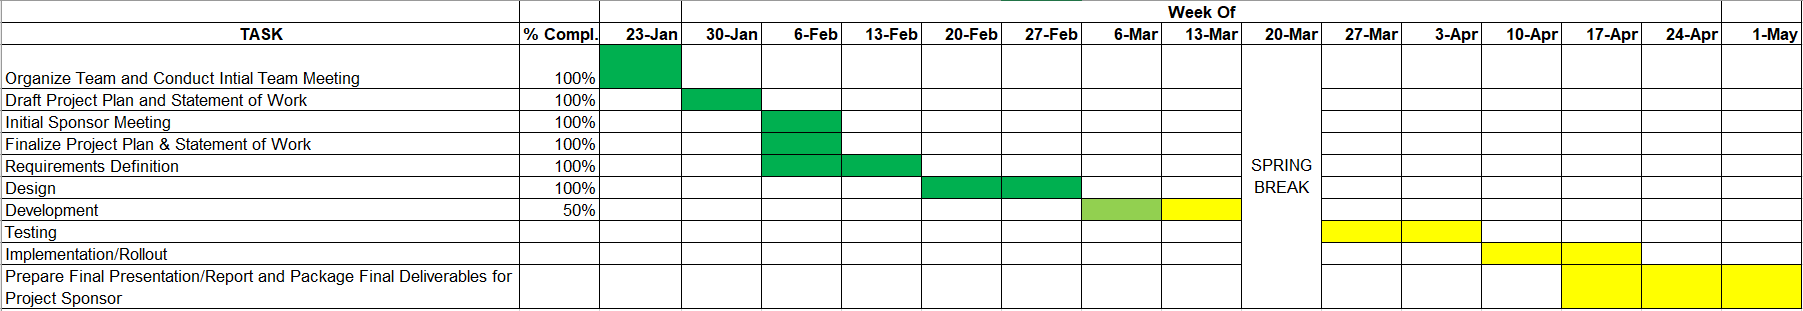 Week Of
TASK % Compl. 23-Jan 30-Jan 6-Feb 13-Feb 20-Feb 27-Feb 6-Mar 13-Mar 20-Mar 27-Mar 3-Apr 10-Apr 17-Apr 24-Apr 1-May
Organize Team and Conduct Intial Team Meeting 100%
Draft Project Plan and Statement of Work 100%
Initial Sponsor Meeting 100%
Finalize Project Plan & Statement of Work 100%
Requirements Definition 100%
SPRING
Design 100%
BREAK
Development 50%
Testing
Implementation/Rollout
Prepare Final Presentation/Report and Package Final Deliverables for
Project Sponsor